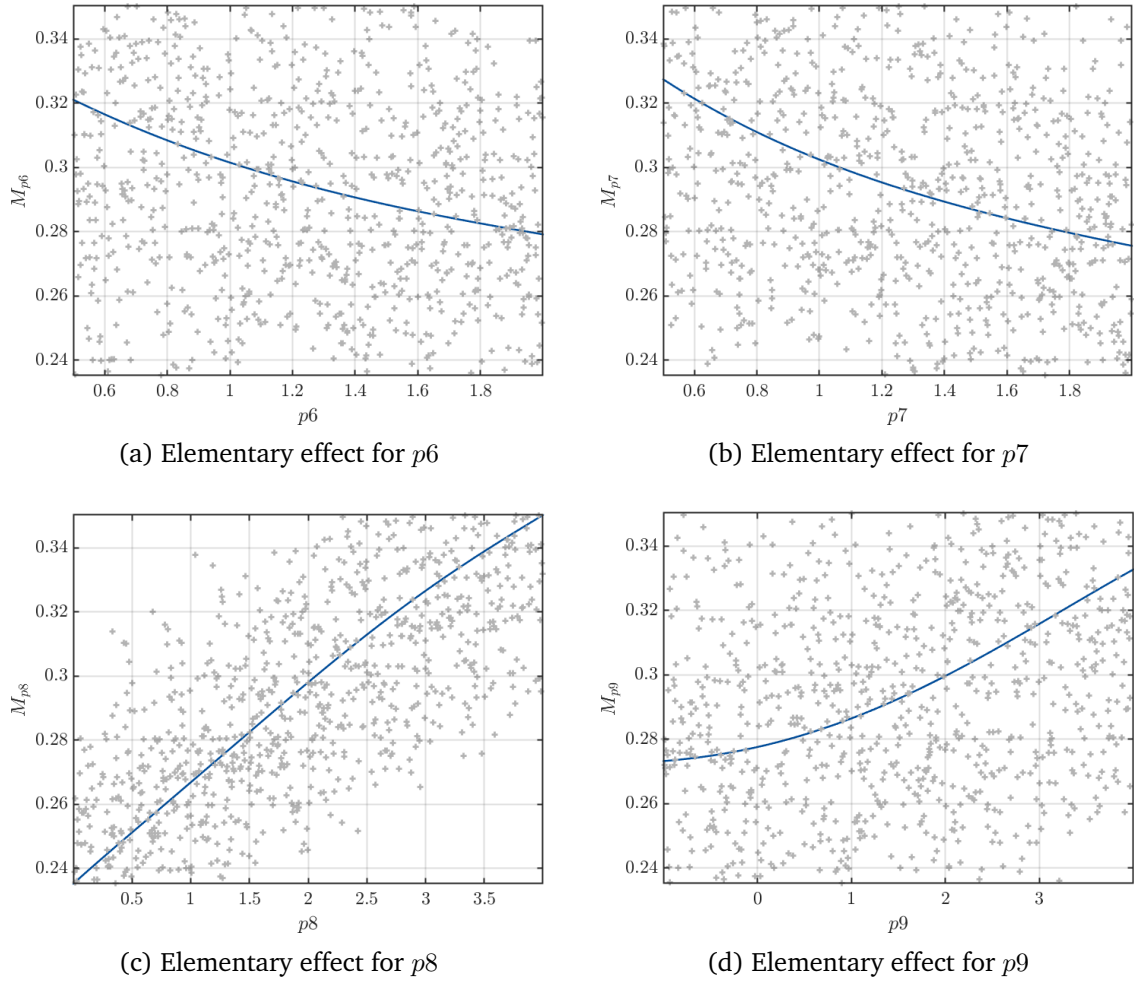 0.34
0.32
0.3
0.28
0.26
0.24
M_{p6}
0.6 0.8 1 1.2 1.4 1.6 1.8
p6
(a) Elementary effect for p6
0.34
0.32
0.3
0.28
0.26
0.24
M_{p7}
0.6 0.8 1 1.2 1.4 1.6 1.8
p7
(b) Elementary effect for p7
0.34
0.32
0.3
0.28
0.26
0.24
M_{p8}
0.5 1 1.5 2 2.5 3 3.5
p8
(c) Elementary effect for p8
0.34
0.32
0.3
0.28
0.26
0.24
M_{p9}
0 1 2 3
p9
(d) Elementary effect for p9